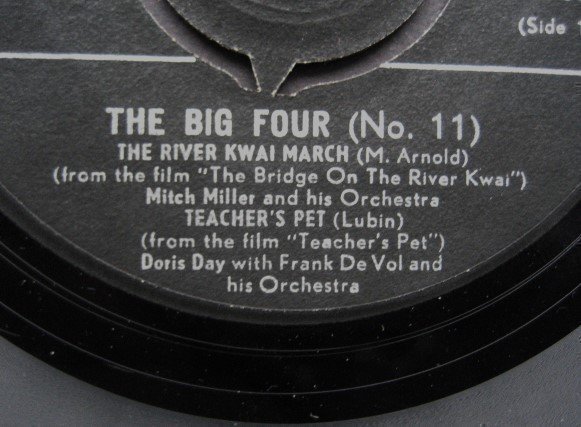 (Side
THE BIG FOUR (No. 11)
THE RIVER KWAI MARCH (M. Arnold)
(from the film "The Bridge On The River Kwai")
Mitch Miller and his Orchestra
TEACHER'S PET (Lubin)
(from the film "Teacher's Pet")
Doris Day with Frank De Vol and
his Orchestra